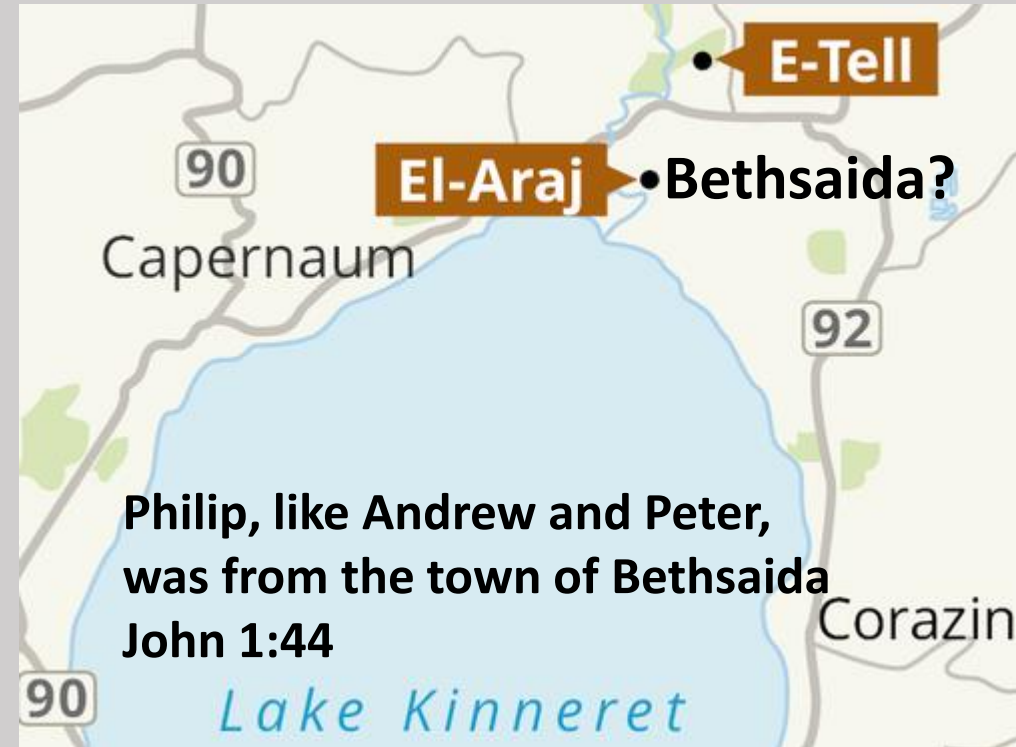 E-Tell
90
El-Araj
Bethsaida?
Capernaum
92
Philip, like Andrew and Peter,
was from the town of Bethsaida
John 1:44
Corazin
90
Lake Kinneret